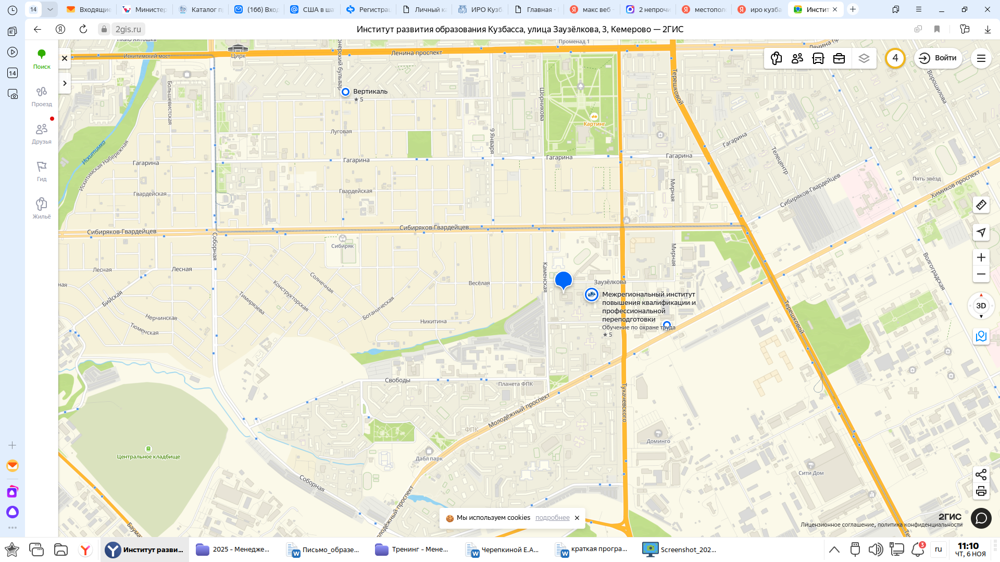 14
Входящие
Министер
Каталог п
(166) Вход
США в ша
Регистрац
Личный ка
ИРО Кузб
Главная -
макс веб -
2 непрочи
местополо
иро кузба
Инстит
2gis.ru
Институт развития образования Кузбасса, улица Заузёлкова, 3, Кемерово — 2ГИС
14
Поиск
Проезд
Друзья
Гид
Жильё
Искитимский мост
Цирк
Ленина проспект
Променад 1
Ленина пр
4
Войти
Большевистская
Вертикаль
5
Шорникова
Терешковой
Ворошилова
Картинг
Луговая
9 Января
Искитимка
Искитимская Набережная
Гагарина
Гагарина
Гагарина
Гагарина
Гагарина
Телецентр
Гвардейская
Гвардейская
Мирная
Сибиряков-Гвардейцев
Пять звёзд
Химиков проспект
Сибиряков-Гвардейцев
Сибиряков-Гвардейцев
Соборная
Сибиряк
Мирная
Волгоградская
Лесная
Лесная
Солнечная
Каменская
Весёлая
Заузёлкова
Конструкторская
Бийская
Тимирязева
Ботаническая
Межрегиональный институт
повышения квалификации и
профессиональной
переподготовки
Обучение по охране труда
5
3D
Терешковой
Нерчинская
Никитина
Тюменская
Свободы
Планета ФПК
Молодёжный проспект
Тухачевского
ФПК
Доминго
Центральное кладбище
Дабл парк
Сити Дом
Соборная
Мы используем cookies
подробнее
2ГИС
Лицензионное соглашение, политика конфиденциальности
Институт разви...
2025 - Менедже...
Письмо_образе...
Тренинг - Мене...
Черепкиной Е.А...
краткая програ...
Screenshot_202...
3
ru
11:10
ЧТ, 6 НОЯ